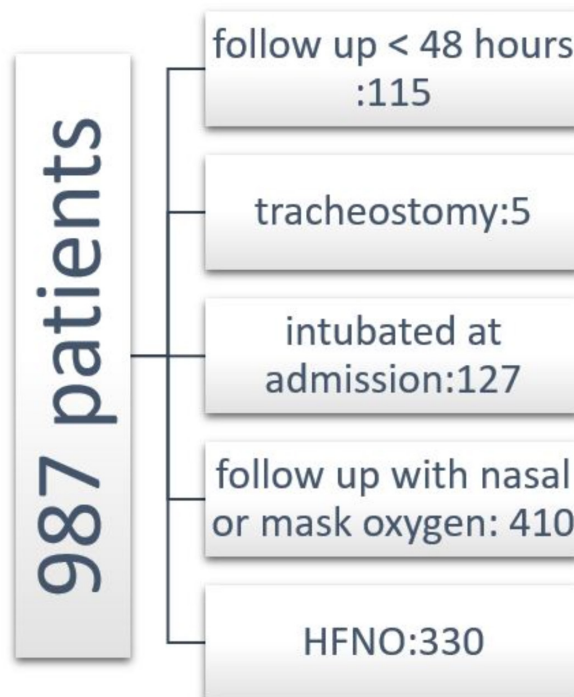 987 patients
follow up < 48 hours
:115
tracheostomy:5
intubated at
admission:127
follow up with nasal
or mask oxygen: 410
HFNO:330